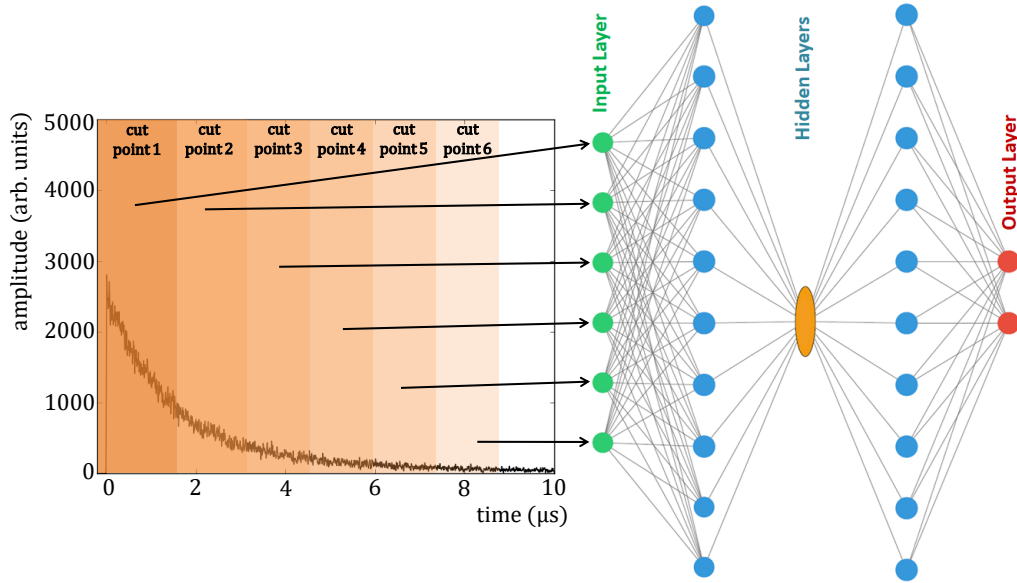 Input Layer
Hidden Layers
Output Layer
amplitude (arb. units)
5000
4000
3000
2000
1000
0
cut
point 1
cut
point 2
cut
point 3
cut
point 4
cut
point 5
cut
point 6
0
2
4
6
8
10
time (μs)